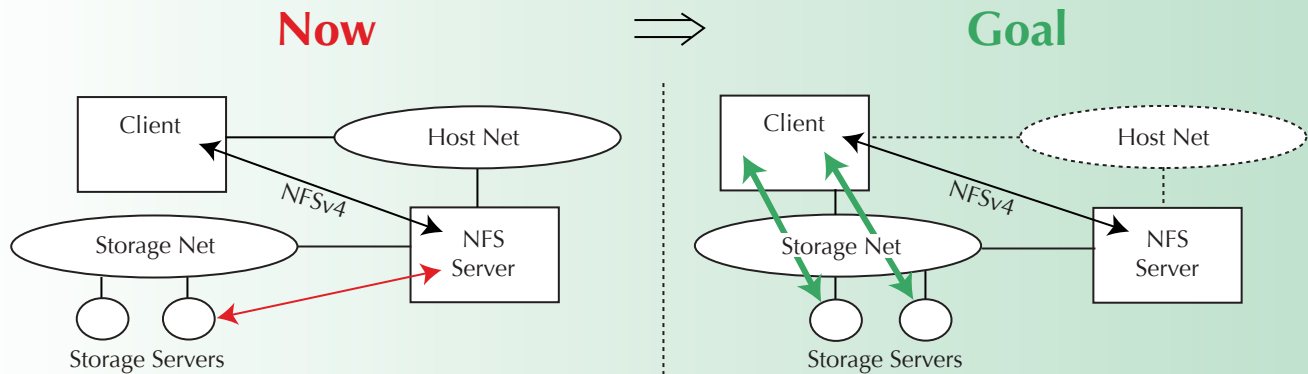 Now
Client
Host Net
NFSv4
NFS
Server
Storage Net
Storage Servers
Goal
Client
Host Net
NFSv4
NFS
Server
Storage Net
Storage Servers